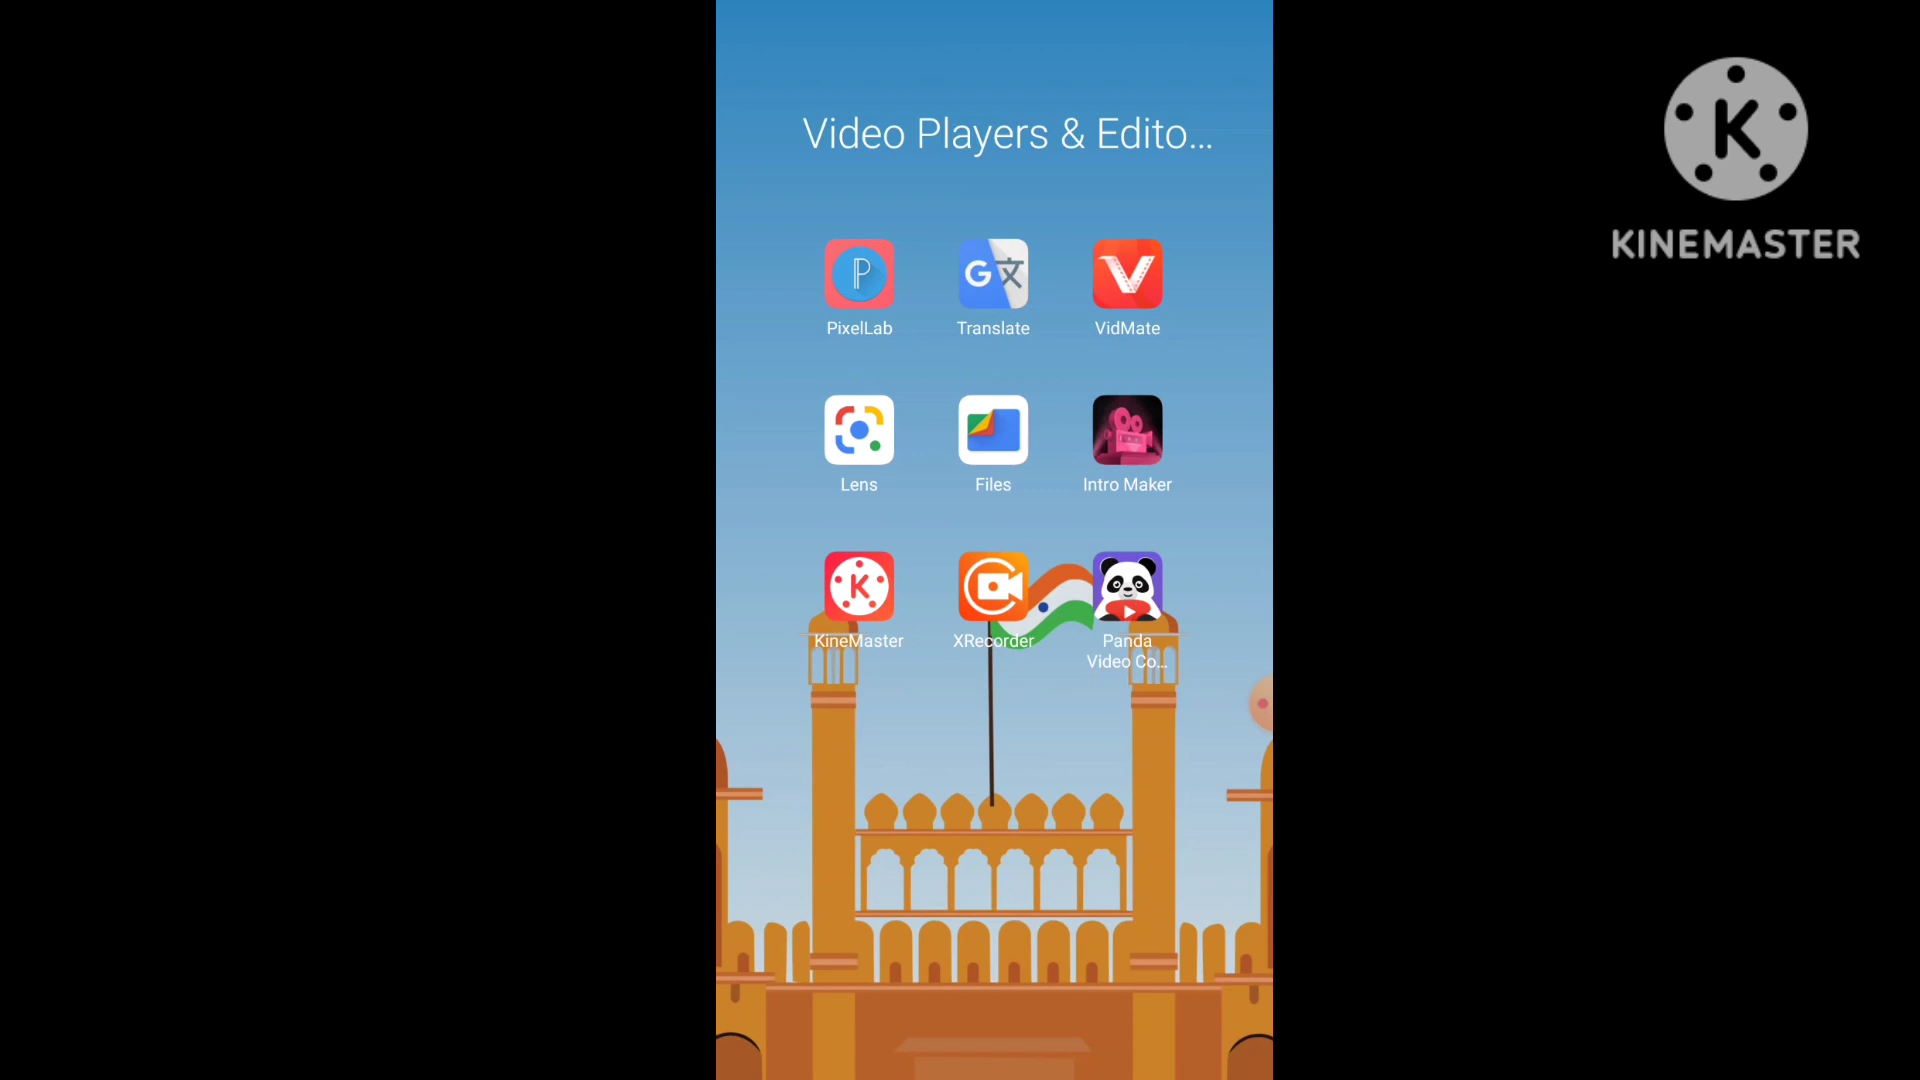 Video Players & Edito...
KINEMASTER
PixelLab
Translate
VidMate
Lens
Files
Intro Maker
KineMaster
XRecorder
Panda
Video Co...